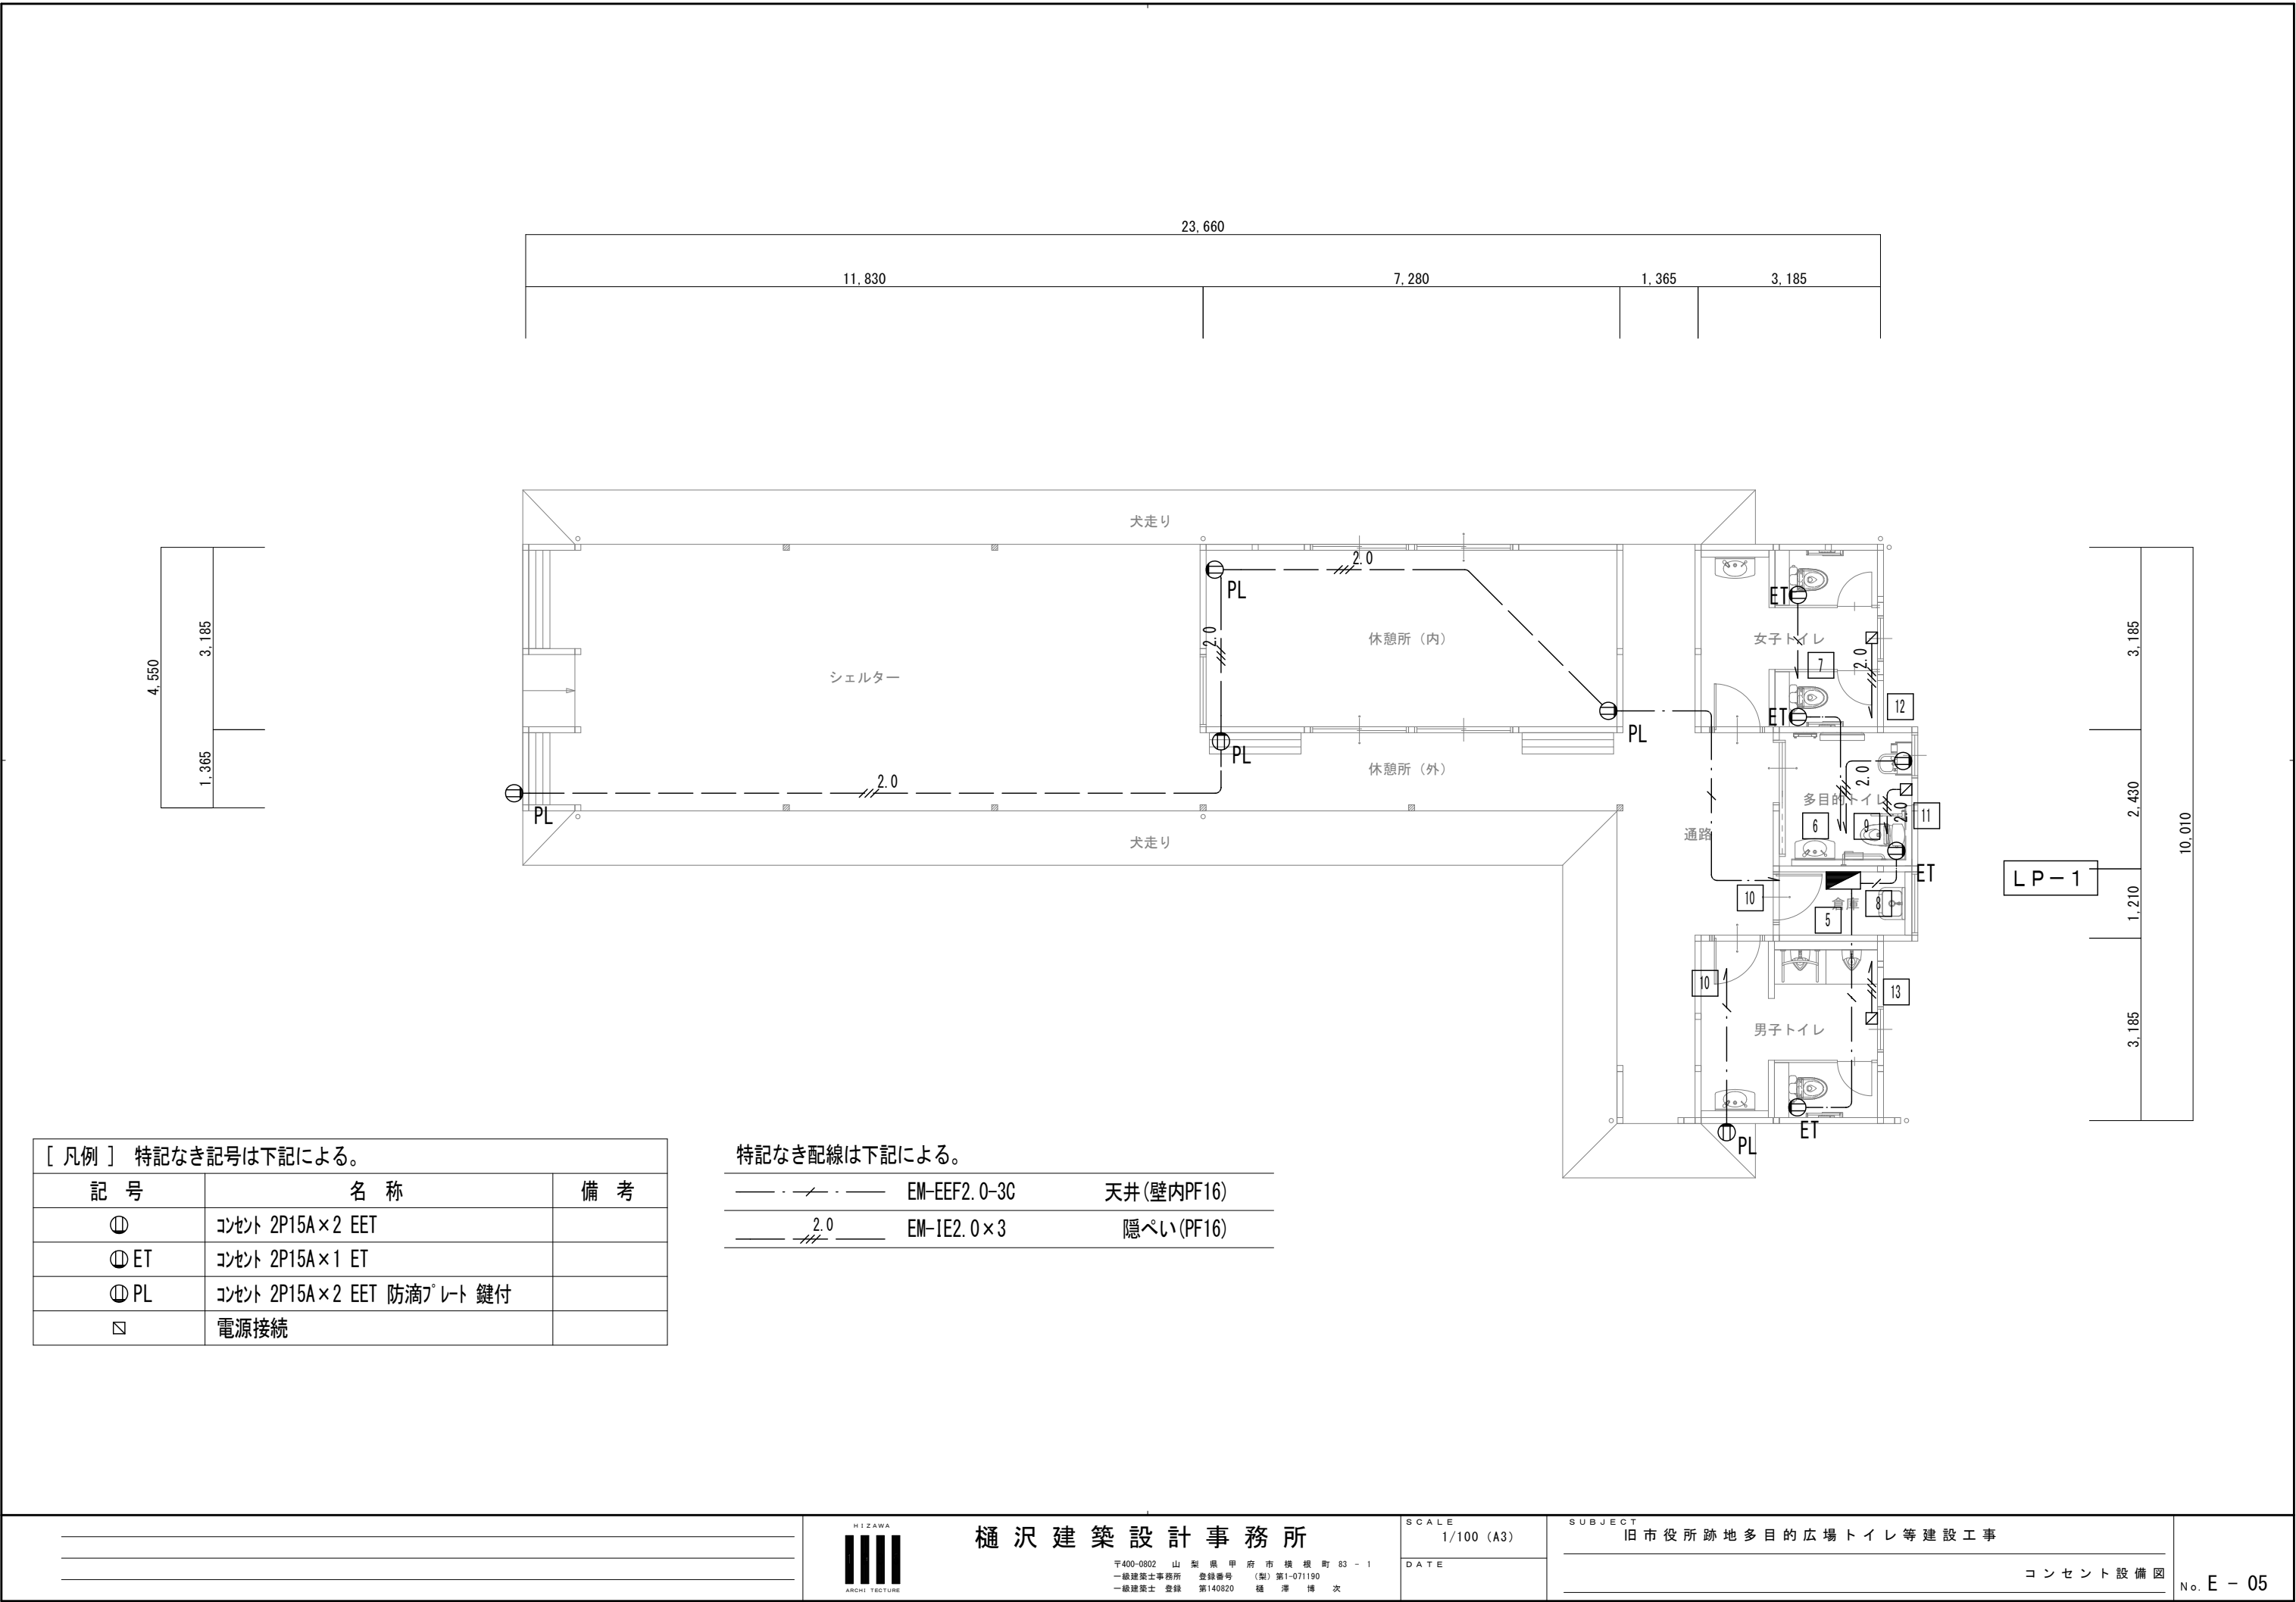 23,660
11,830
7,280
1,365
3,185
犬走り
4,550
3,185
1,365
シェルター
PL
2.0
PL
2.0
休憩所（内）
2.0
PL
PL
休憩所（外）
2.0
犬走り
通路
女子トイレ
ET
7
2.0
ET
12
多目的トイレ
2.0
2.0
6
9
11
ET
10
倉庫
5
8
10
13
男子トイレ
PL
ET
LP-1
3,185
2,430
1,210
3,185
10,010
[ 凡例 ] 特記なき記号は下記による。
記 号 名 称 備 考
コンセント 2P15A×2 EET
ET コンセント 2P15A×1 ET
PL コンセント 2P15A×2 EET 防滴プレート 鍵付
電源接続
特記なき配線は下記による。
EM-EEF2.0-3C 天井(壁内PF16)
2.0 EM-IE2.0×3 隠ぺい(PF16)
HIZAWA
ARCHI TECTURE
樋沢建築設計事務所
〒400-0802 山梨県甲府市横根町 83 - 1
一級建築士事務所 登録番号 （梨）第1-071190
一級建築士 登録 第140820 樋澤博次
SCALE
1/100 (A3)
DATE
SUBJECT
旧市役所跡地多目的広場トイレ等建設工事
コンセント設備図
No. E - 05